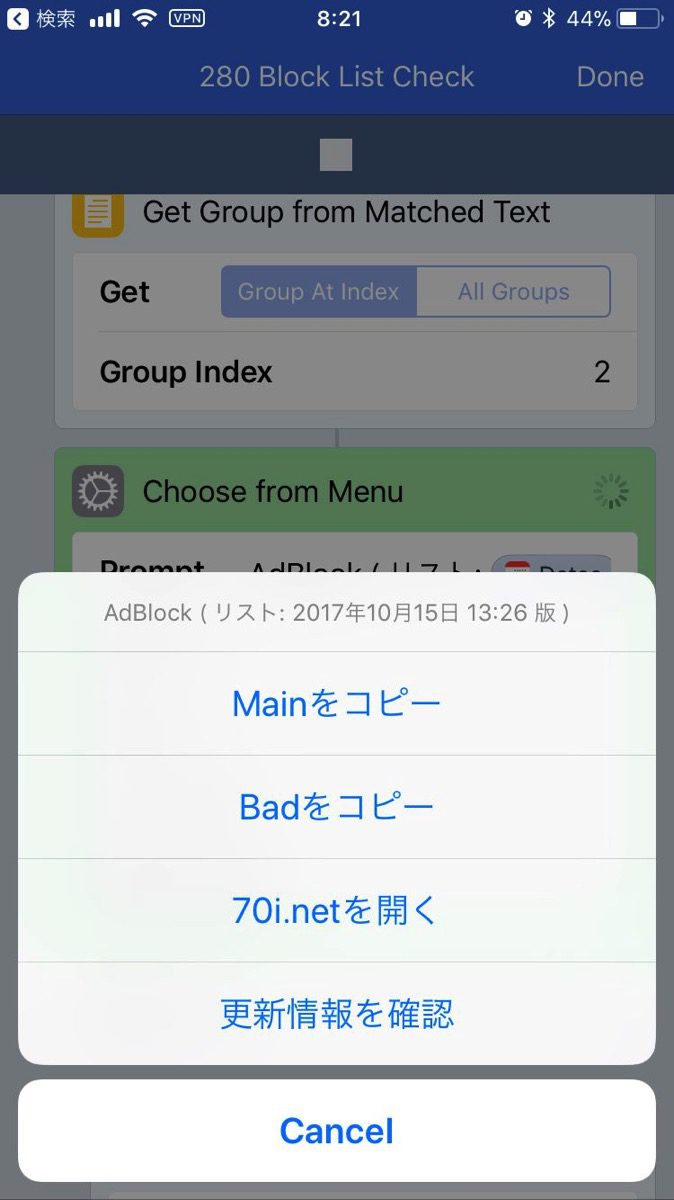 検索 VPN 8:21 44%
280 Block List Check Done
Get Group from Matched Text
Get Group At Index All Groups
Group Index 2
Choose from Menu
Prompt AdBlock ( リスト: Dates
AdBlock ( リスト: 2017年10月15日 13:26 版 )
Mainをコピー
Badをコピー
70i.netを開く
更新情報を確認
Cancel